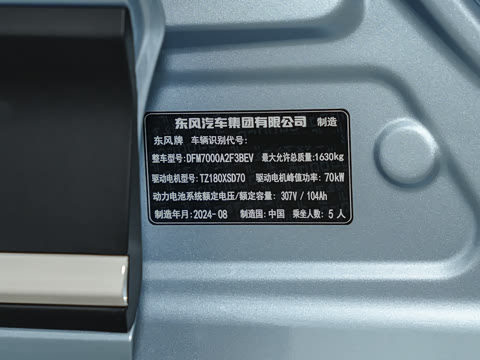 东风汽车集团有限公司 制造
东风牌 车辆识别代号:
整车型号:DFM7000A2F3BEV 最大允许总质量:1630kg
驱动电机型号:TZ180XSD70 驱动电机峰值功率:70kW
动力电池系统额定电压/额定容量: 307V / 104Ah
制造年月:2024-08 制造国:中国 乘坐人数:5人